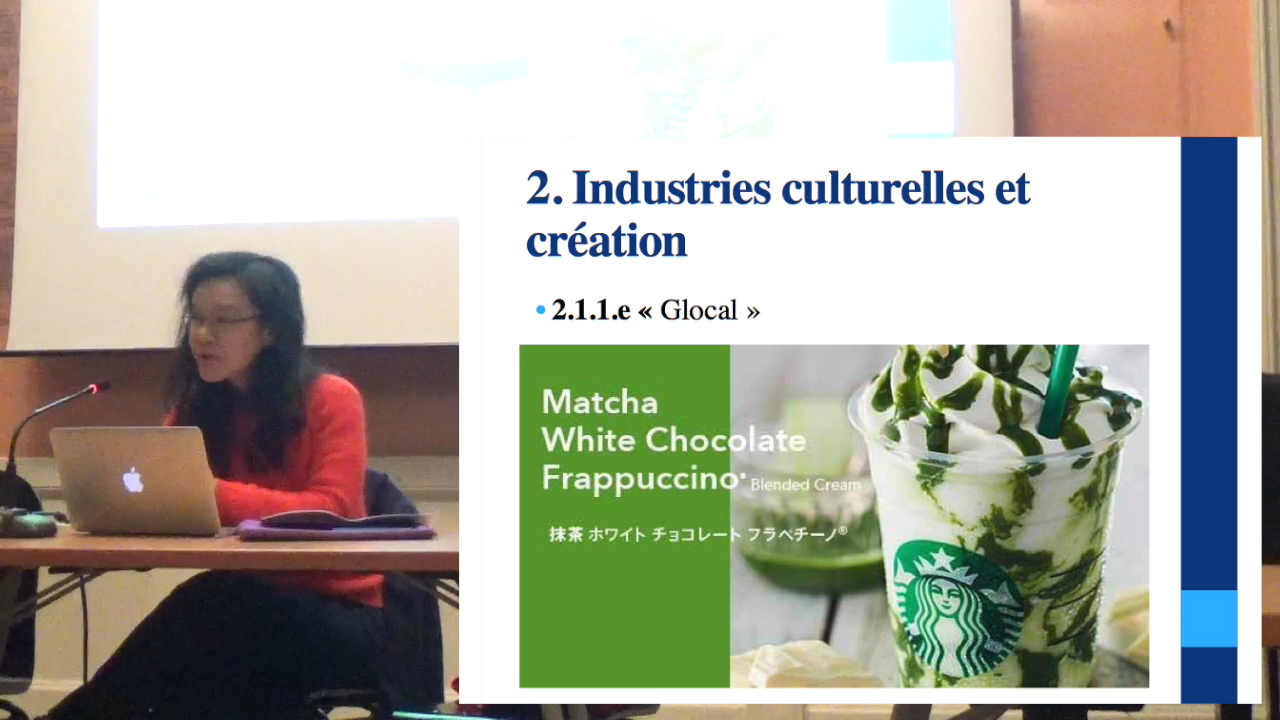 2. Industries culturelles et
création
• 2.1.1.e « Glocal »
Matcha
White Chocolate
Frappuccino• Blended Cream
抹茶 ホワイト チョコレート フラペチーノ®